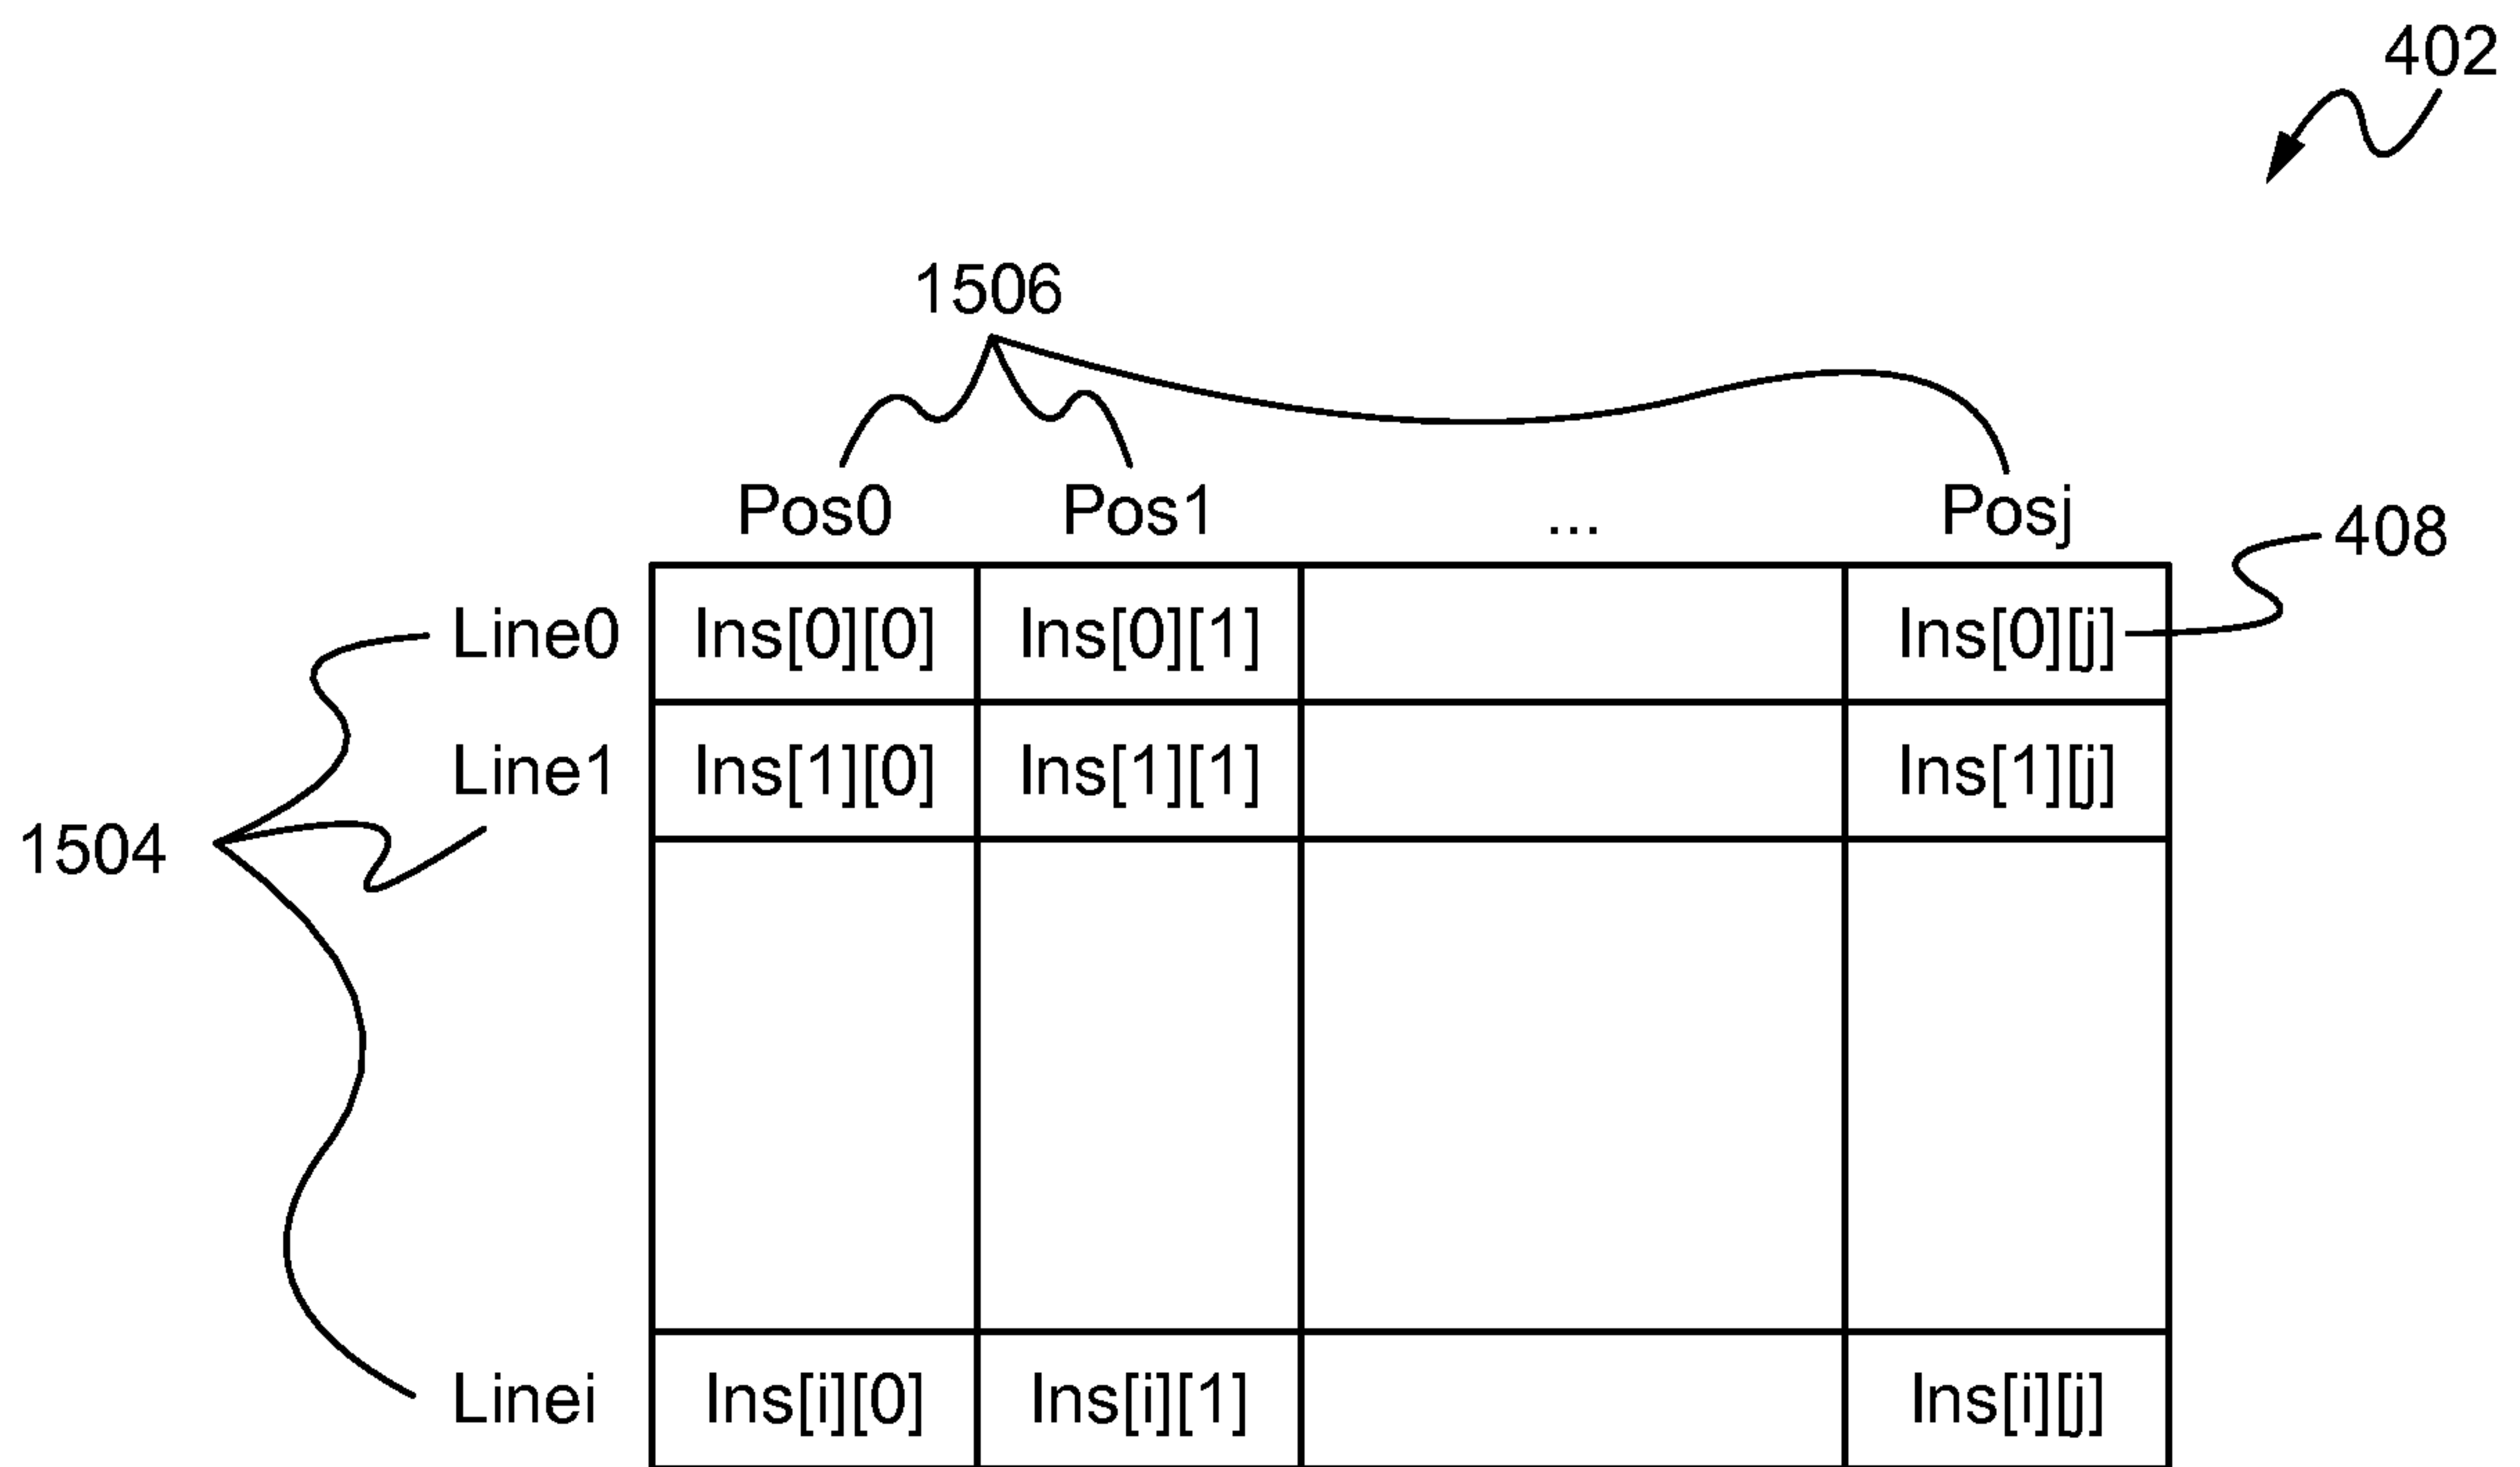 402
1506
Pos0 Pos1 ... Posj
408
Line0 Ins[0][0] Ins[0][1] Ins[0][j]
Line1 Ins[1][0] Ins[1][1] Ins[1][j]
1504
Linei Ins[i][0] Ins[i][1] Ins[i][j]